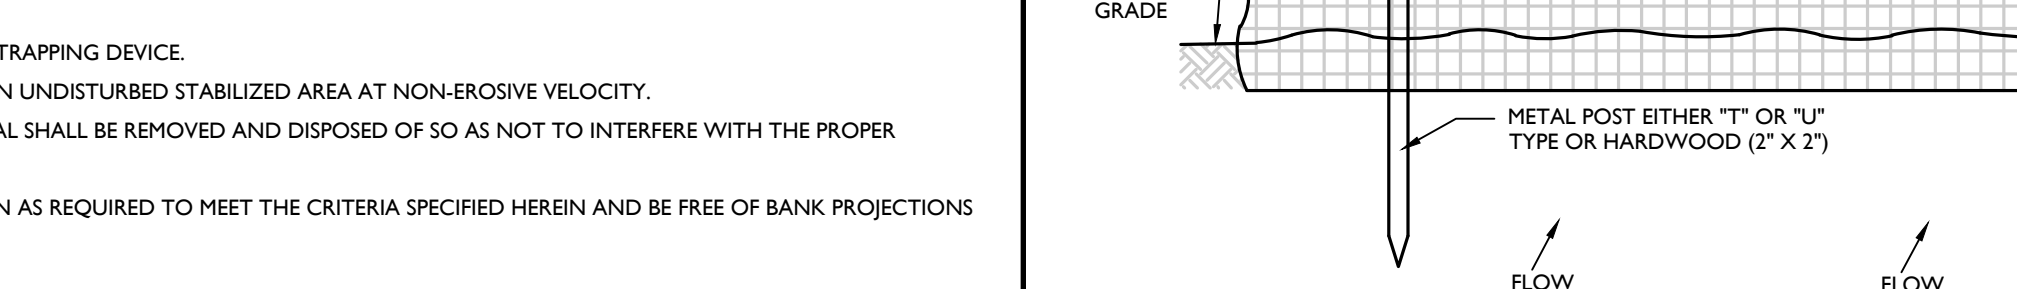 TRAPPING DEVICE.
UNDISTURBED STABILIZED AREA AT NON-EROSIVE VELOCITY.
SHALL BE REMOVED AND DISPOSED OF SO AS NOT TO INTERFERE WITH THE PROPER
AS REQUIRED TO MEET THE CRITERIA SPECIFIED HEREIN AND BE FREE OF BANK PROJECTIONS
GRADE
METAL POST EITHER "T" OR "U"
TYPE OR HARDWOOD (2" X 2")
FLOW
FLOW